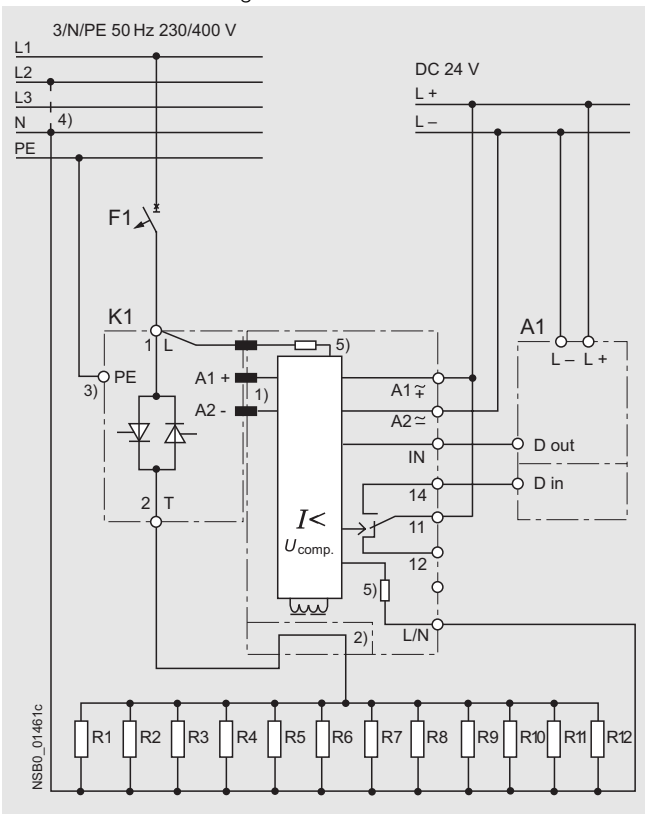 3/N/PE 50 Hz 230/400 V
L1
L2
L3
N
4)
PE
DC 24 V
L +
L –
F1
K1
1 L
5)
A1
L – L +
3)
PE
A1 +
1)
A2 -
A1 ≂ +
A2 ≃
IN
D out
D in
14
2 T
11
I<
U comp.
12
5)
2)
L/N
R1 R2 R3 R4 R5 R6 R7 R8 R9 R10 R11 R12
NSB0_01461c